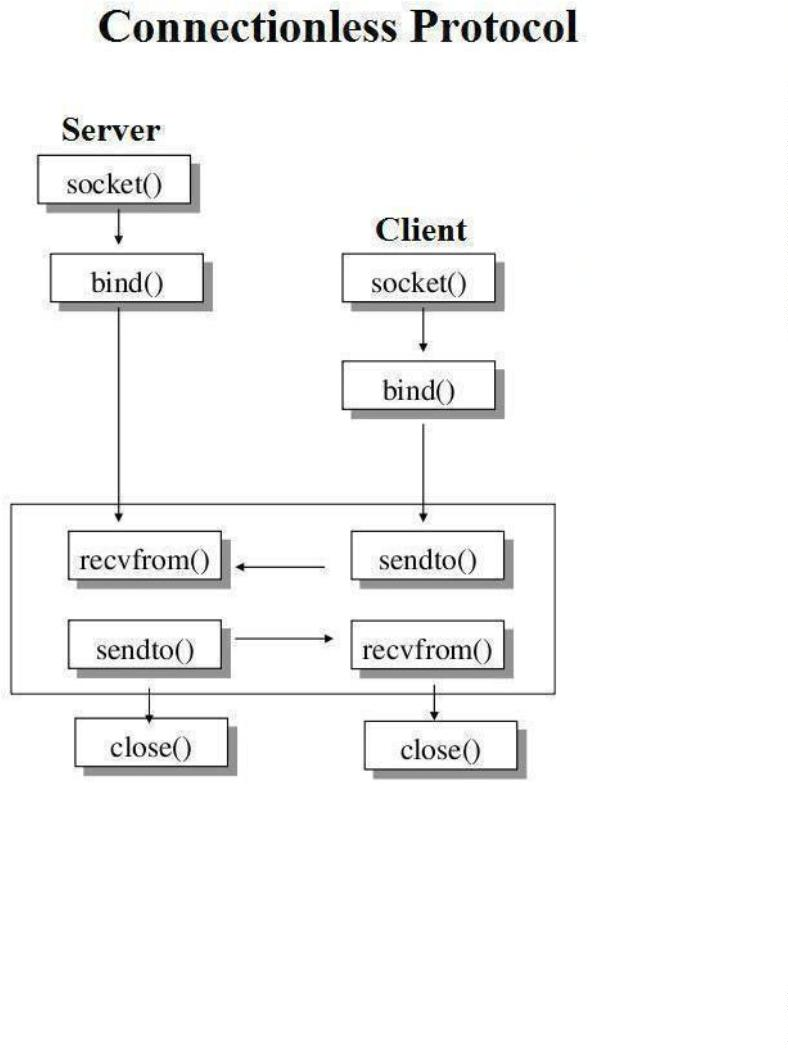 Connectionless Protocol
Server
socket()
bind()
Client
socket()
bind()
recvfrom()
sendto()
sendto()
recvfrom()
close()
close()